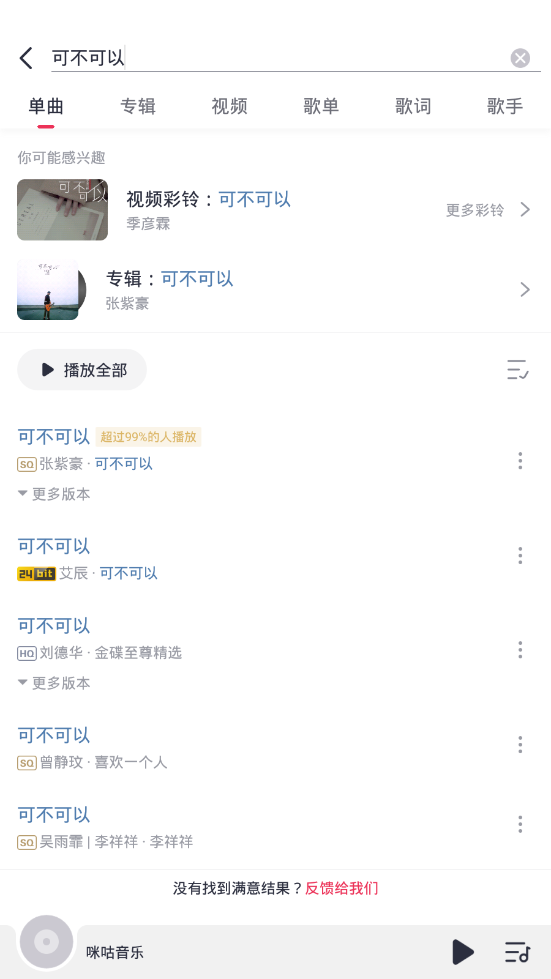 可不可以
单曲 专辑 视频 歌单 歌词 歌手
你可能感兴趣
可不
可以
视频彩铃：可不可以
季彦霖
更多彩铃
专辑：可不可以
张紫豪
播放全部
可不可以 超过99%的人播放
SQ 张紫豪 · 可不可以
更多版本
可不可以
24bit 艾辰 · 可不可以
可不可以
HQ 刘德华 · 金碟至尊精选
更多版本
可不可以
SQ 曾静玟 · 喜欢一个人
可不可以
SQ 吴雨霏 | 李祥祥 · 李祥祥
没有找到满意结果？反馈给我们
咪咕音乐